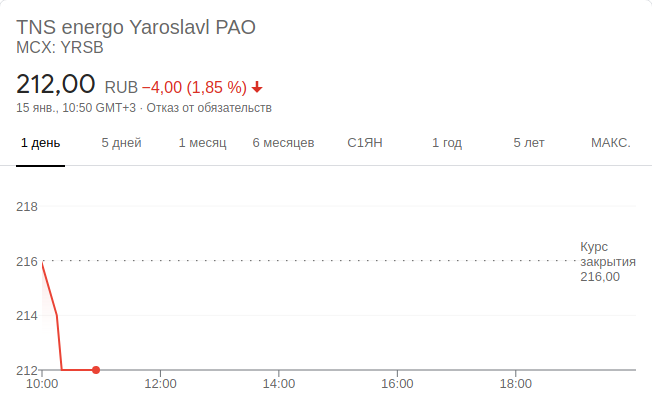 TNS energo Yaroslavl PAO
MCX: YRSB
212,00 RUB −4,00 (1,85 %)
15 янв., 10:50 GMT+3 · Отказ от обязательств
1 день 5 дней 1 месяц 6 месяцев С1ЯН 1 год 5 лет МАКС.
218
216
214
212
Курс
закрытия
216,00
10:00 12:00 14:00 16:00 18:00